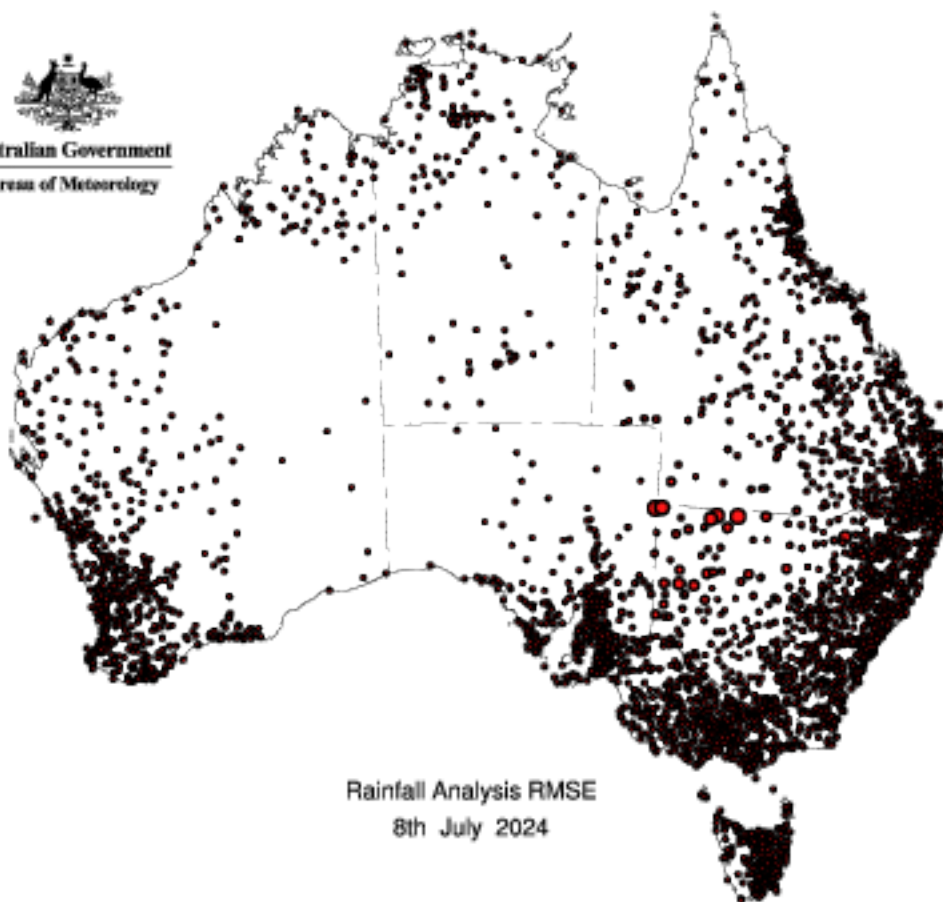 tralian Government
reau of Meteorology
Rainfall Analysis RMSE
8th July 2024